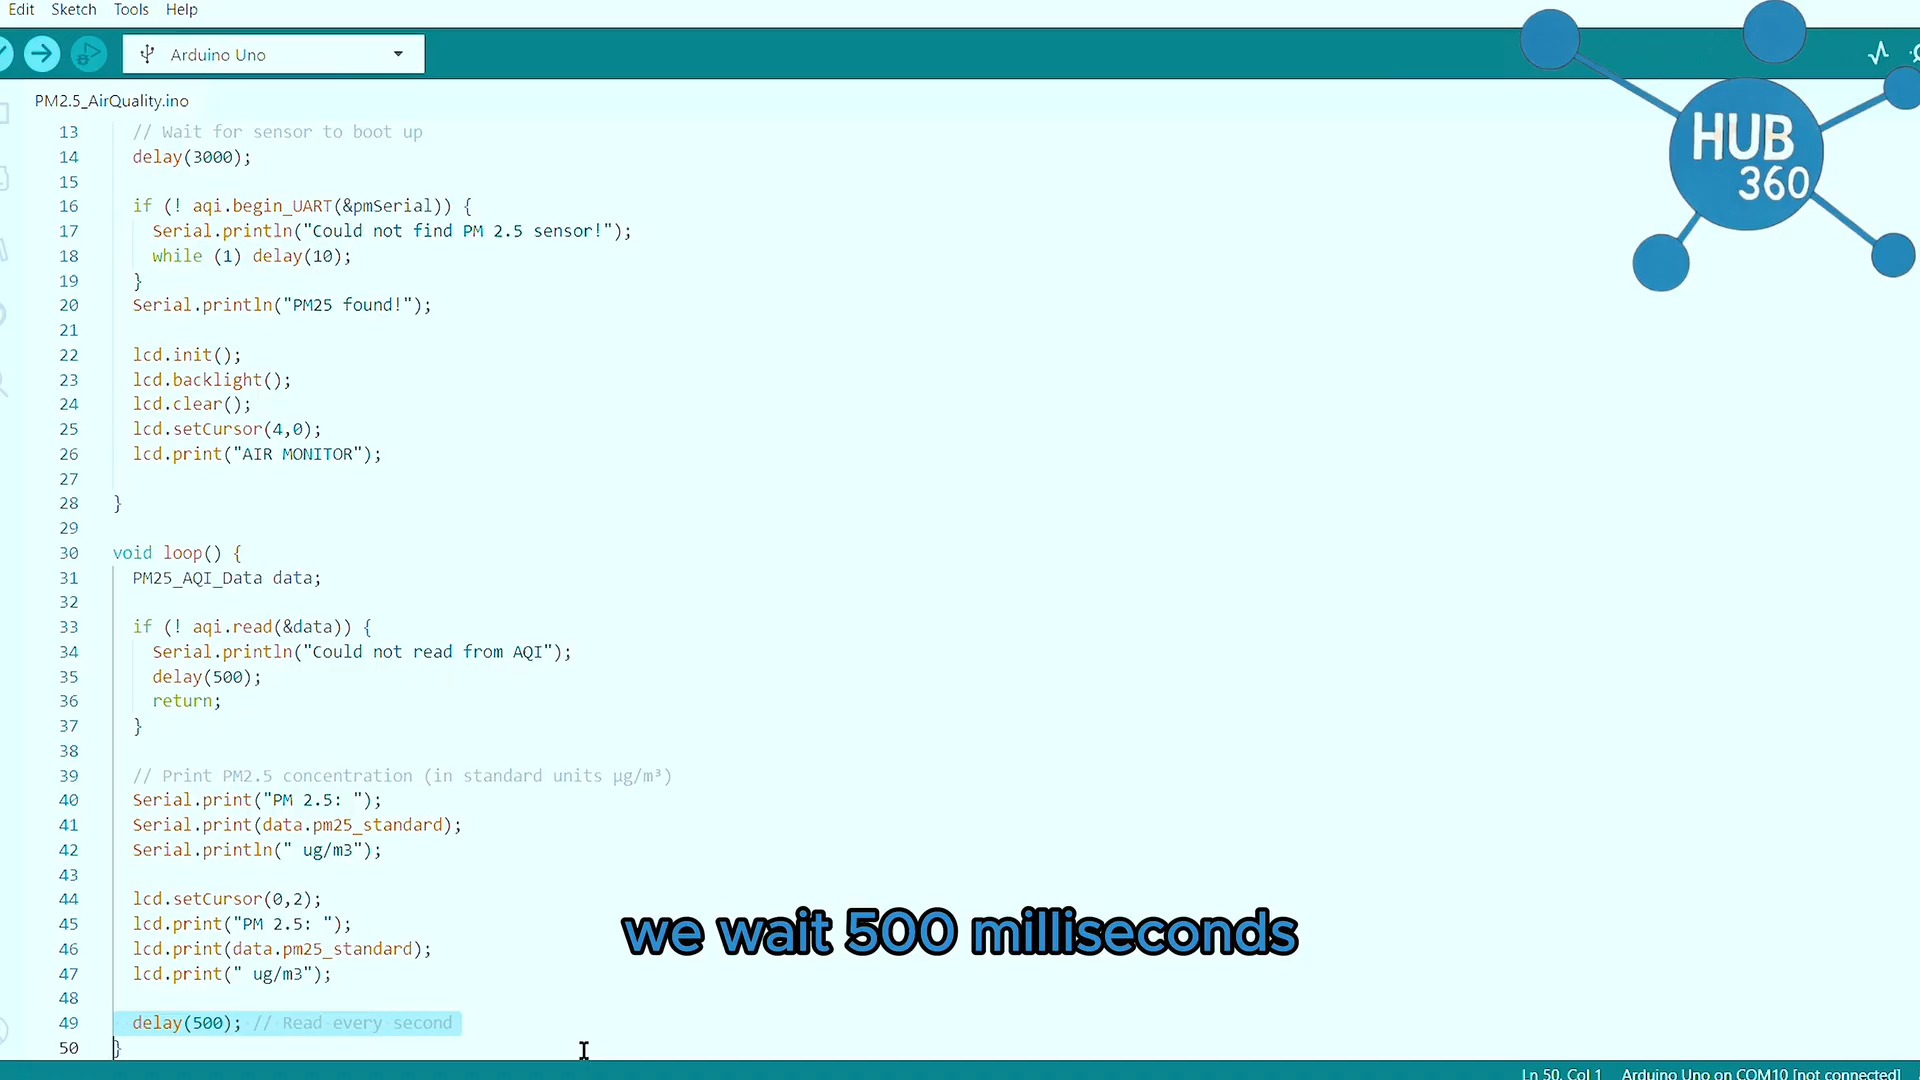 Edit Sketch Tools Help
Arduino Uno
HUB
360
PM2.5_AirQuality.ino
13 // Wait for sensor to boot up
14 delay(3000);
15
16 if (! aqi.begin_UART(&pmSerial)) {
17 Serial.println("Could not find PM 2.5 sensor!");
18 while (1) delay(10);
19 }
20 Serial.println("PM25 found!");
21
22 lcd.init();
23 lcd.backlight();
24 lcd.clear();
25 lcd.setCursor(4,0);
26 lcd.print("AIR MONITOR");
27
28 }
29
30 void loop() {
31 PM25_AQI_Data data;
32
33 if (! aqi.read(&data)) {
34 Serial.println("Could not read from AQI");
35 delay(500);
36 return;
37 }
38
39 // Print PM2.5 concentration (in standard units µg/m³)
40 Serial.print("PM 2.5: ");
41 Serial.print(data.pm25_standard);
42 Serial.println(" ug/m3");
43
44 lcd.setCursor(0,2);
45 lcd.print("PM 2.5: ");
46 lcd.print(data.pm25_standard);
47 lcd.print(" ug/m3");
48
49 delay(500); // Read every second
50 }
we wait 500 milliseconds
Ln 50, Col 1 Arduino Uno on COM10 [not connected]